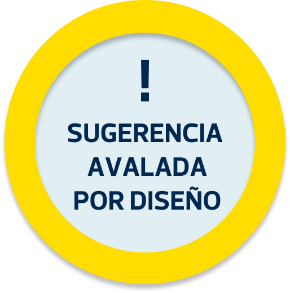 !
SUGERENCIA
AVALADA
POR DISEÑO